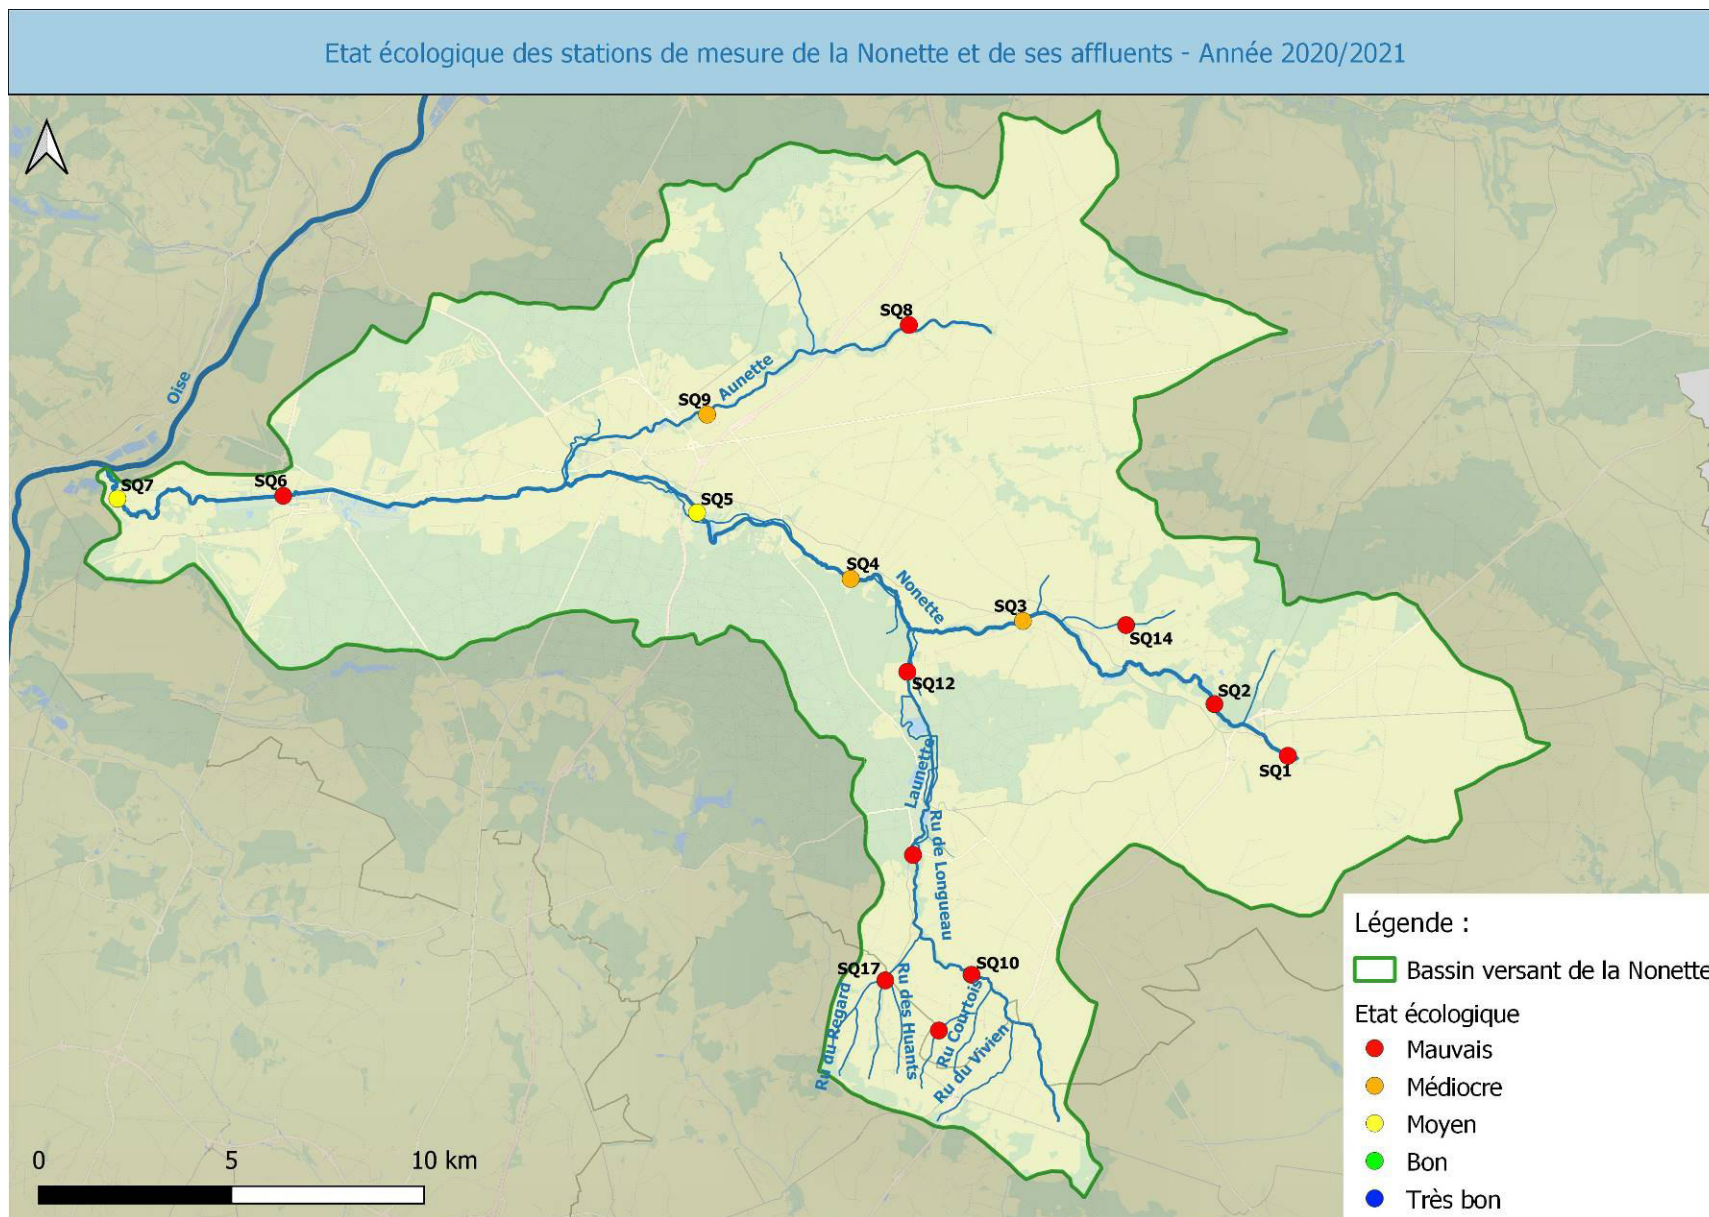 Etat écologique des stations de mesure de la Nonette et de ses affluents - Année 2020/2021
Oise
SQ8
Aunette
SQ9
SQ7
SQ6
SQ5
SQ4
Nonette
SQ3
SQ14
SQ12
SQ2
SQ1
Launette
Ru de Longueau
SQ17
SQ10
Ru du Regard
Ru des Huants
Ru Courtois
Ru du Vivien
0 5 10 km
Légende :
Bassin versant de la Nonette
Etat écologique
Mauvais
Médiocre
Moyen
Bon
Très bon